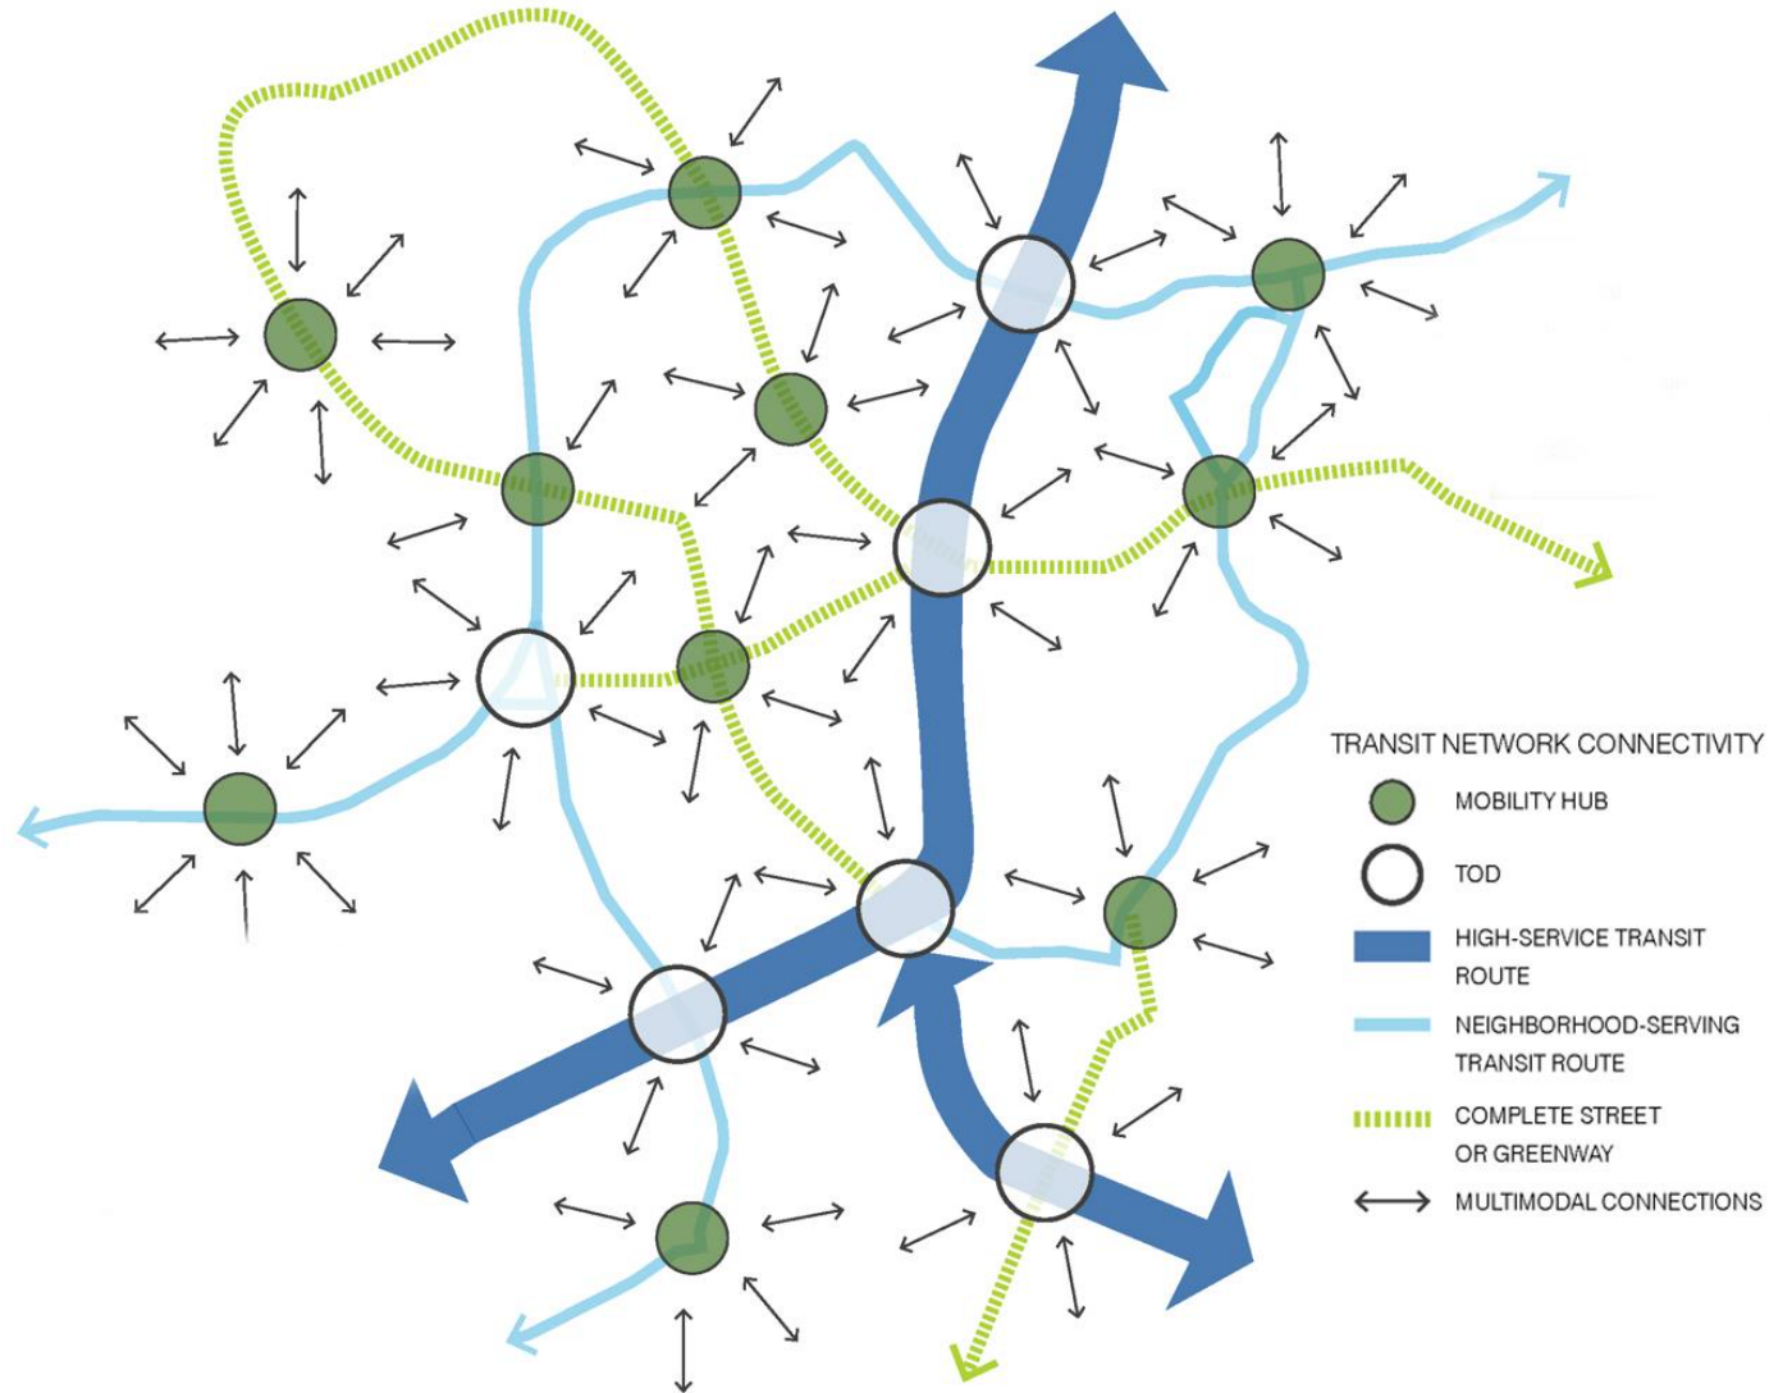 TRANSIT NETWORK CONNECTIVITY
MOBILITY HUB
TOD
HIGH-SERVICE TRANSIT
ROUTE
NEIGHBORHOOD-SERVING
TRANSIT ROUTE
COMPLETE STREET
OR GREENWAY
MULTIMODAL CONNECTIONS